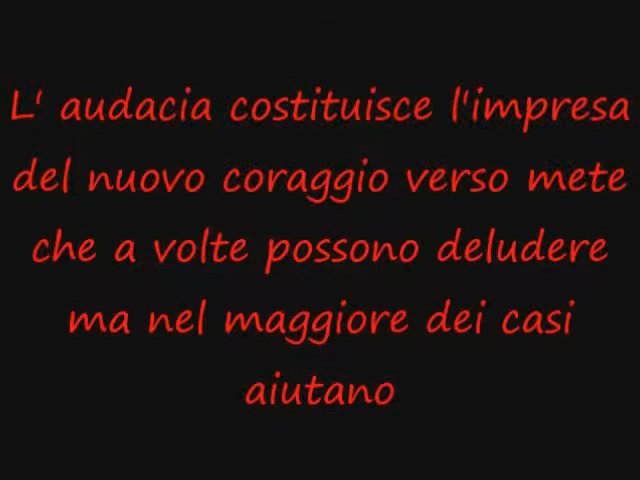 L' audacia costituisce l'impresa
del nuovo coraggio verso mete
che a volte possono deludere
ma nel maggiore dei casi
aiutano